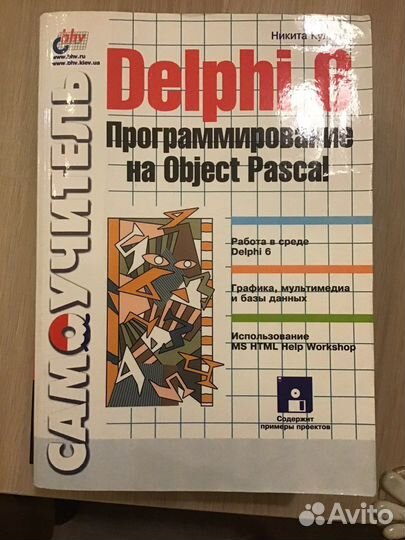 bhv
www.bhv.ru
www.bhv.kiev.ua
Никита
Delphi 6
Программирование
на Object Pascal
САМОУЧИТЕЛЬ
Работа в среде
Delphi 6
Графика, мультимедиа
и базы данных
Использование
MS HTML Help Workshop
Содержит
примеры проектов
Avito